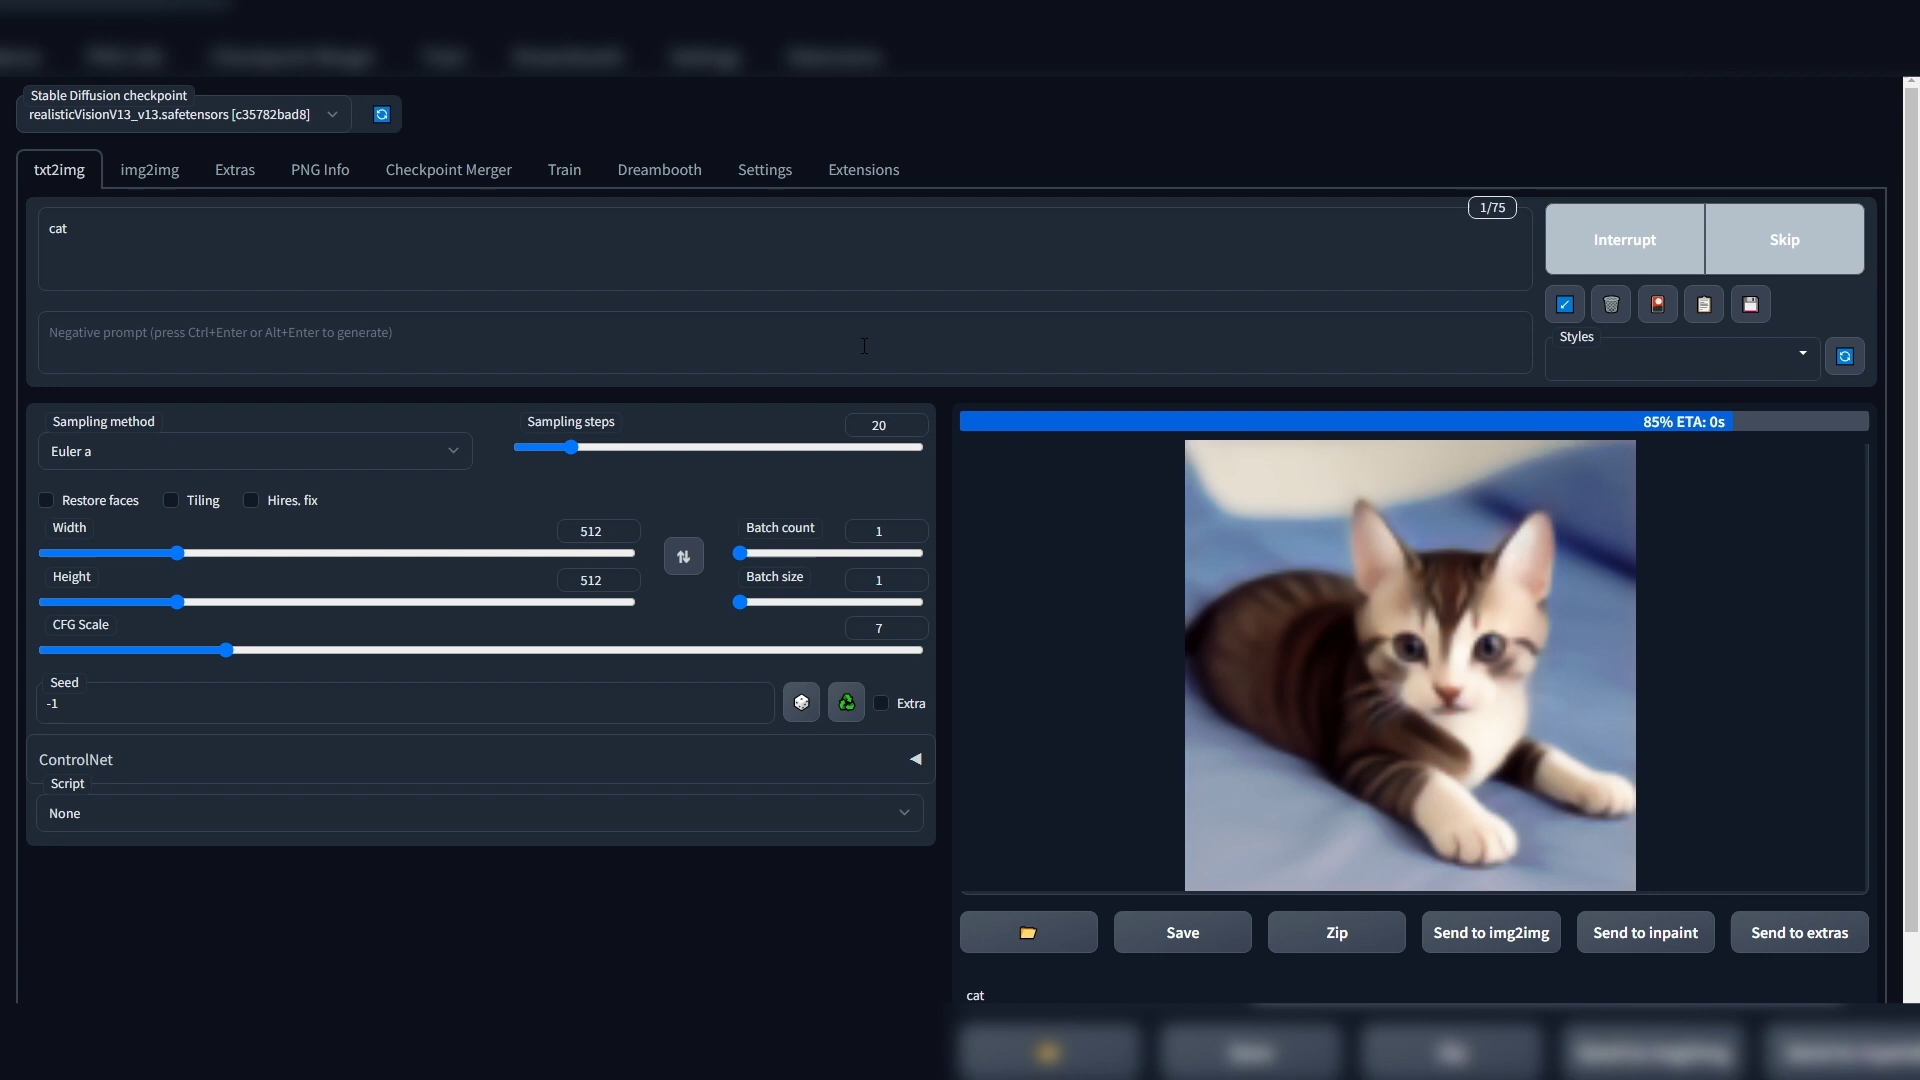 Stable Diffusion checkpoint
realisticVisionV13_v13.safetensors [c35782bad8]
txt2img img2img Extras PNG Info Checkpoint Merger Train Dreambooth Settings Extensions
1/75
cat
Interrupt Skip
Negative prompt (press Ctrl+Enter or Alt+Enter to generate)
Styles
Sampling method
Euler a
Sampling steps
20
85% ETA: 0s
Restore faces Tiling Hires. fix
Width
512
Batch count
1
Height
512
Batch size
1
CFG Scale
7
Seed
-1
Extra
ControlNet
Script
None
Save Zip Send to img2img Send to inpaint Send to extras
cat